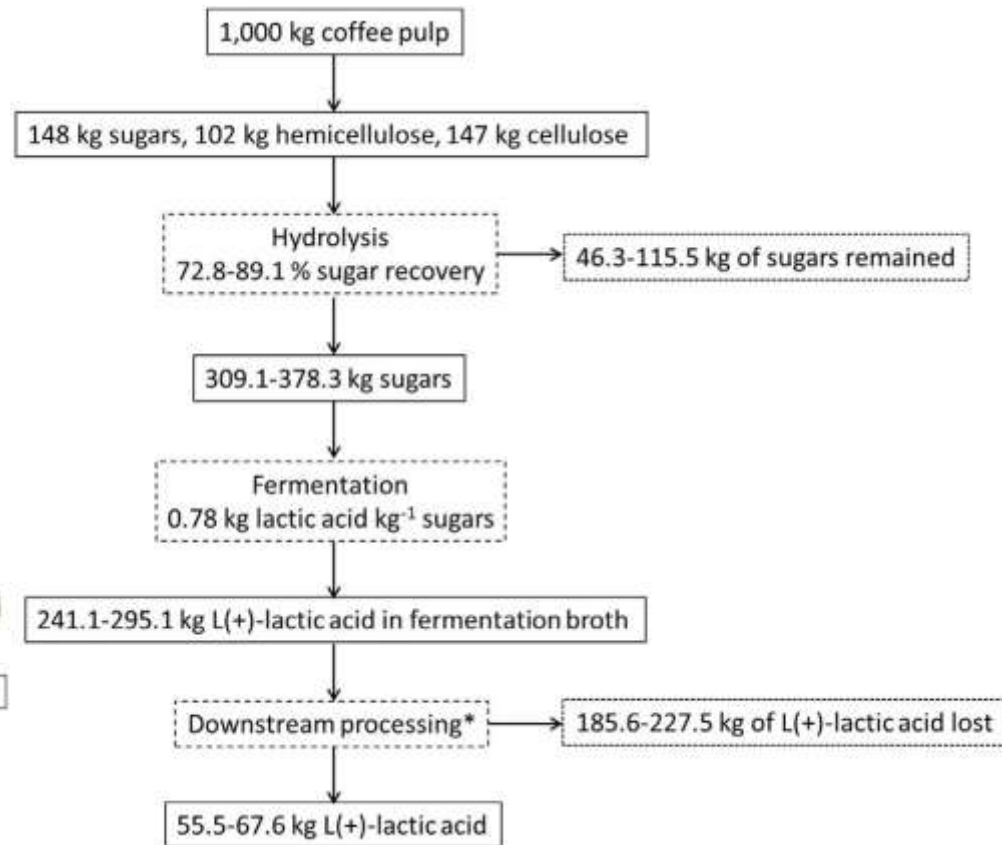 1,000 kg coffee pulp
148 kg sugars, 102 kg hemicellulose, 147 kg cellulose
Hydrolysis
72.8-89.1 % sugar recovery
46.3-115.5 kg of sugars remained
309.1-378.3 kg sugars
Fermentation
0.78 kg lactic acid kg⁻¹ sugars
241.1-295.1 kg L(+)-lactic acid in fermentation broth
Downstream processing*
185.6-227.5 kg of L(+)-lactic acid lost
55.5-67.6 kg L(+)-lactic acid